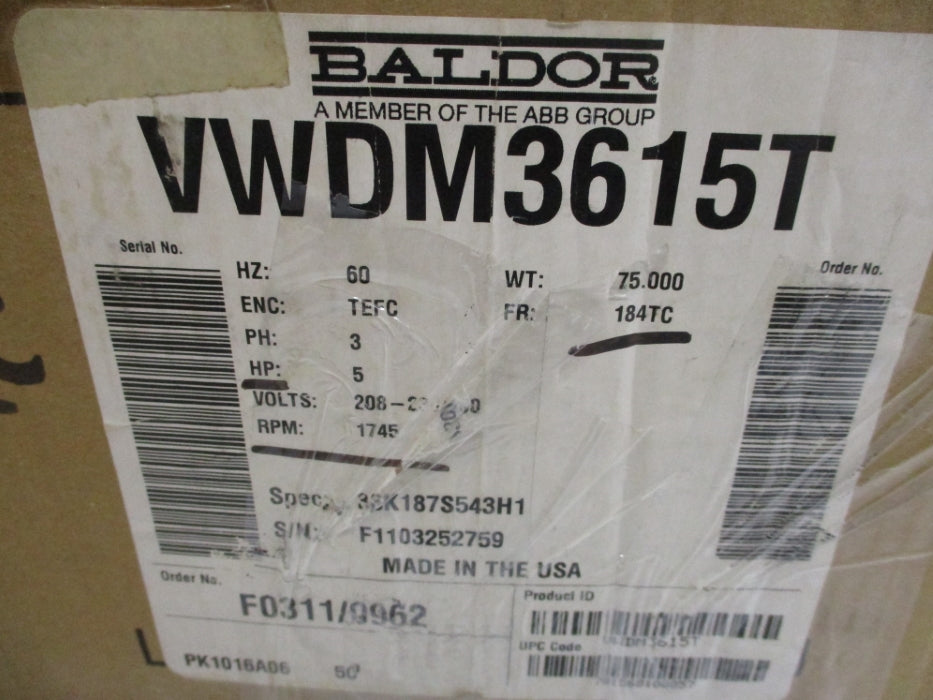 BALDOR
A MEMBER OF THE ABB GROUP
VWDM3615T
Serial No.
Order No.
HZ: 60
WT: 75.000
ENC: TEFC
FR: 184TC
PH: 3
HP: 5
VOLTS:
RPM: 1745
Spec.
S/N: F1103252759
MADE IN THE USA
Order No.
Product ID
VWDM3615T
UPC Code
PK1016A06